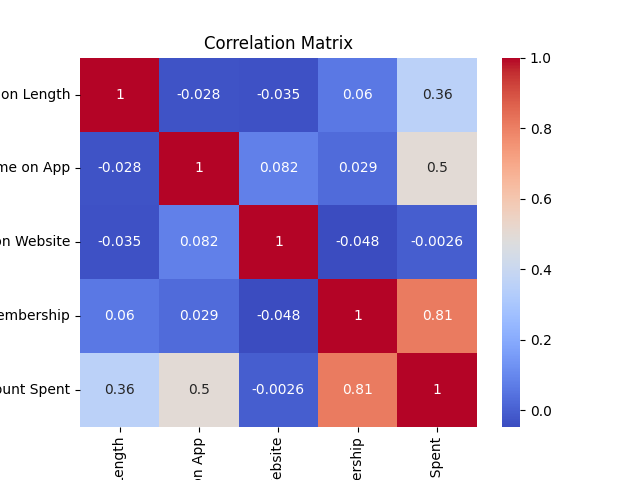 Correlation Matrix
on Length 1 -0.028 -0.035 0.06 0.36
me on App -0.028 1 0.082 0.029 0.5
on Website -0.035 0.082 1 -0.048 -0.0026
embership 0.06 0.029 -0.048 1 0.81
ount Spent 0.36 0.5 -0.0026 0.81 1
Length
on App
ebsite
ership
Spent
1.0
0.8
0.6
0.4
0.2
0.0